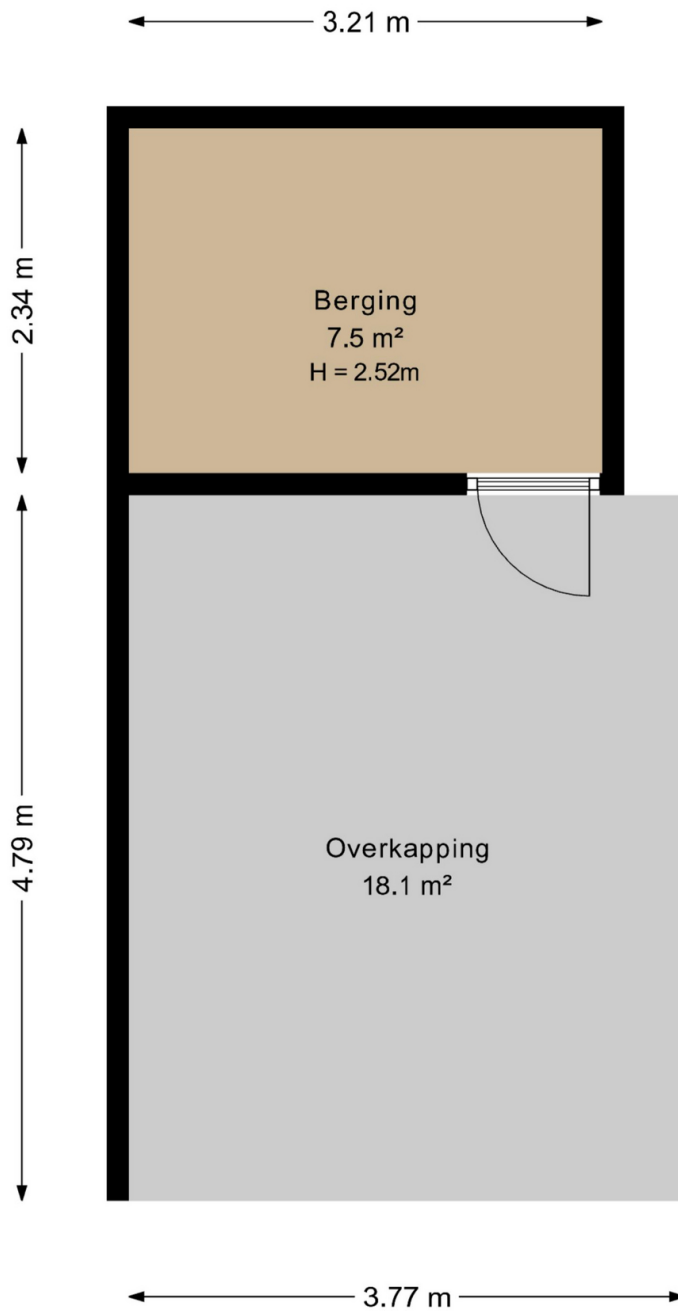 3.21 m
2.34 m
Berging
7.5 m²
H = 2.52m
4.79 m
Overkapping
18.1 m²
3.77 m